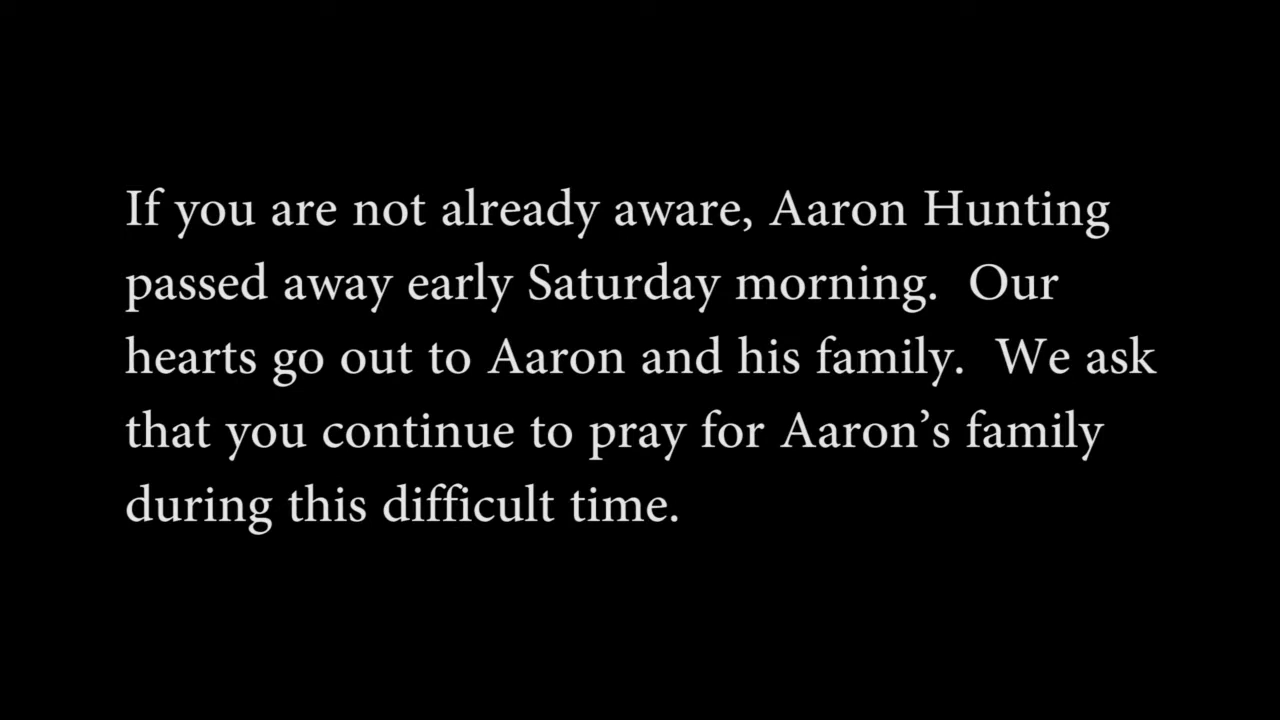 If you are not already aware, Aaron Hunting
passed away early Saturday morning.  Our
hearts go out to Aaron and his family.  We ask
that you continue to pray for Aaron’s family
during this difficult time.